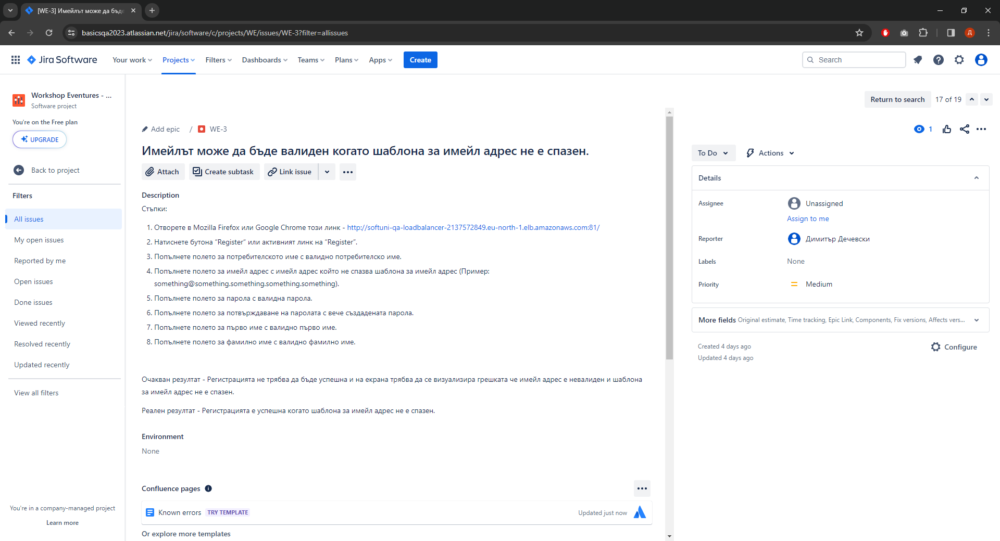 [WE-3] Имейлът може да бъде
basicsqa2023.atlassian.net/jira/software/c/projects/WE/issues/WE-3?filter=allissues
Д
Jira Software
Your work
Projects
Filters
Dashboards
Teams
Plans
Apps
Create
Search
Workshop Eventures - ...
Software project
You're on the Free plan
UPGRADE
Back to project
Filters
All issues
My open issues
Reported by me
Open issues
Done issues
Viewed recently
Resolved recently
Updated recently
View all filters
You're in a company-managed project
Learn more
Return to search
17 of 19
Add epic / WE-3
Имейлът може да бъде валиден когато шаблона за имейл адрес не е спазен.
Attach
Create subtask
Link issue
Description
Стъпки:
1. Отворете в Mozilla Firefox или Google Chrome този линк - http://softuni-qa-loadbalancer-2137572849.eu-north-1.elb.amazonaws.com:81/
2. Натиснете бутона “Register“ или активният линк на “Register”.
3. Попълнете полето за потребителското име с валидно потребителско име.
4. Попълнете полето за имейл адрес с имейл адрес който не спазва шаблона за имейл адрес (Пример:
something@something.something.something.something).
5. Попълнете полето за парола с валидна парола.
6. Попълнете полето за потвърждаване на паролата с вече създадената парола.
7. Попълнете полето за първо име с валидно първо име.
8. Попълнете полето за фамилно име с валидно фамилно име.
Очакван резултат - Регистрацията не трябва да бъде успешна и на екрана трябва да се визуализира грешката че имейл адрес е невалиден и шаблона
за имейл адрес не е спазен.
Реален резултат - Регистрацията е успешна когато шаблона за имейл адрес не е спазен.
Environment
None
Confluence pages
Known errors
TRY TEMPLATE
Updated just now
Or explore more templates
1
To Do
Actions
Details
Assignee
Unassigned
Assign to me
Reporter
Димитър Дечевски
Labels
None
Priority
Medium
More fields
Original estimate, Time tracking, Epic Link, Components, Fix versions, Affects vers...
Created 4 days ago
Updated 4 days ago
Configure